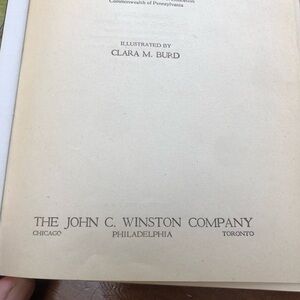 Commonwealth of Pennsylvania
ILLUSTRATED BY
CLARA M. BURD
THE JOHN C. WINSTON COMPANY
CHICAGO PHILADELPHIA TORONTO